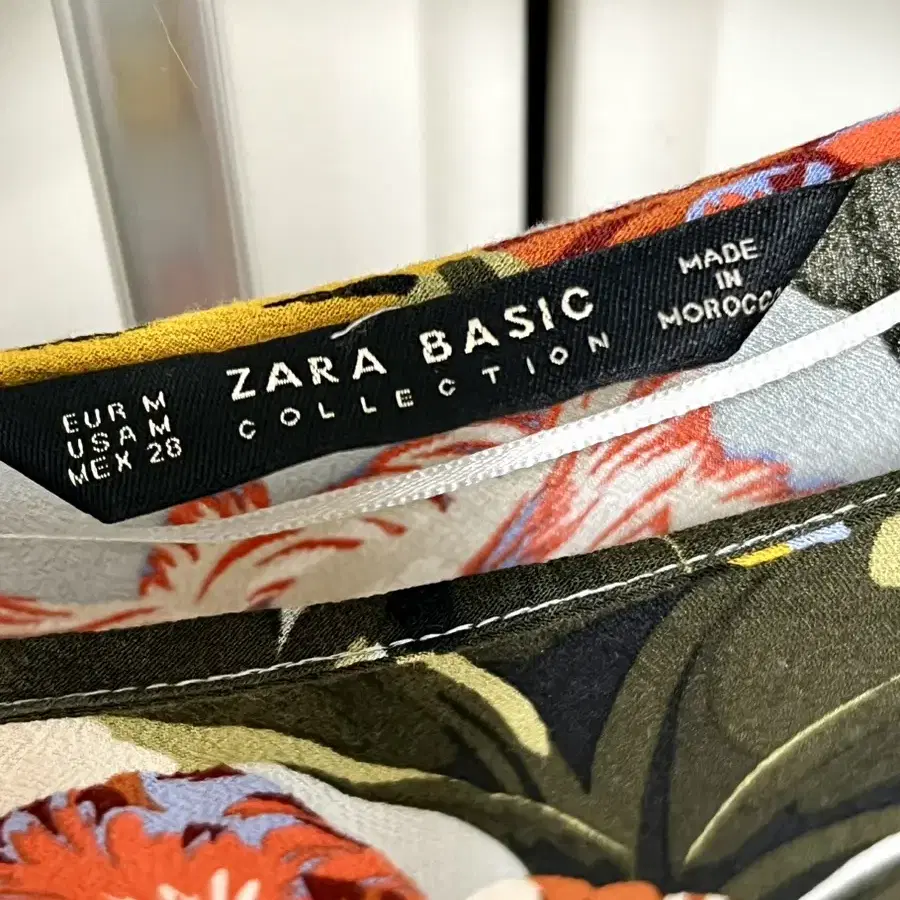 EUR M
USA M
MEX 28
ZARA BASIC
COLLECTION
MADE
IN
MOROCCO